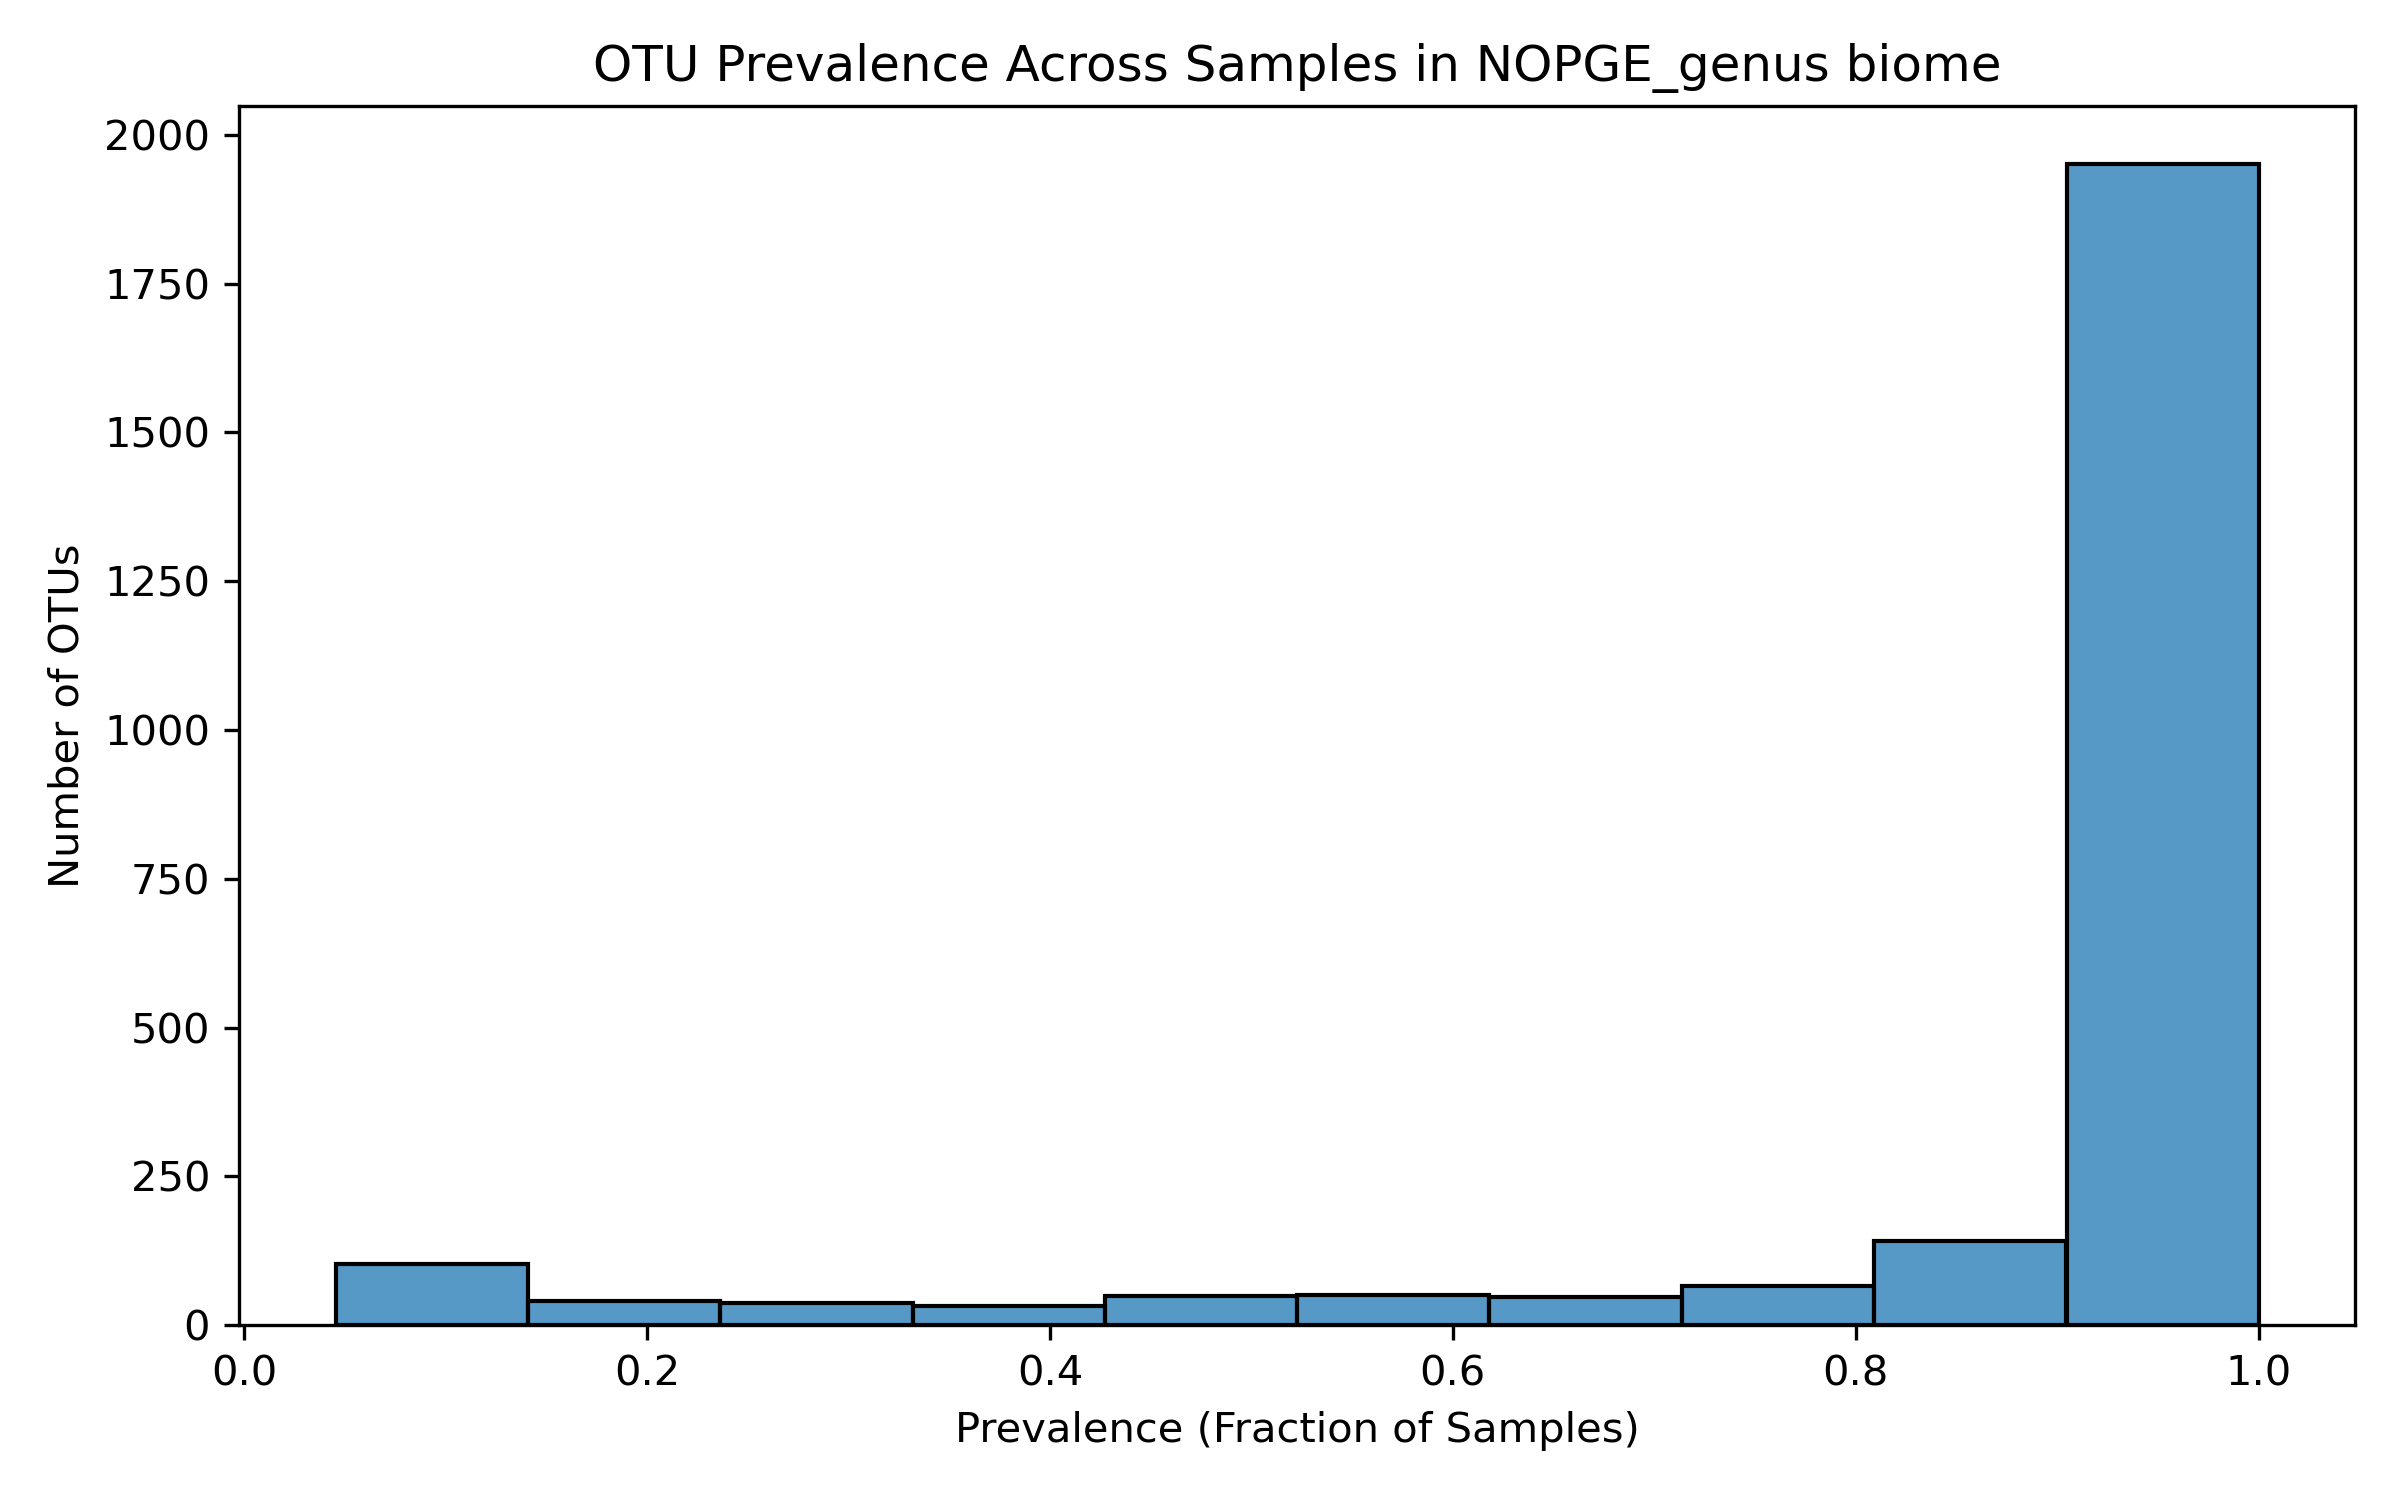 OTU Prevalence Across Samples in NOPGE_genus biome
Number of OTUs
2000
1750
1500
1250
1000
750
500
250
0
0.0 0.2 0.4 0.6 0.8 1.0
Prevalence (Fraction of Samples)